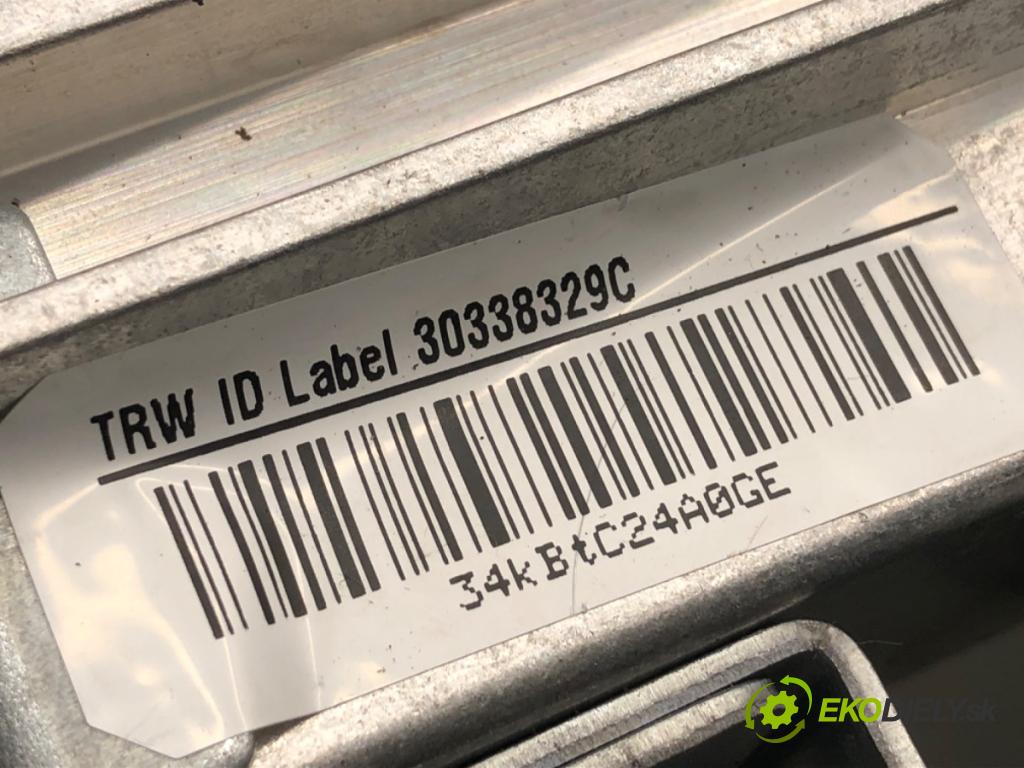 TRW ID Label 30338329C
34kBtC24A0GE
EKODIELY.sk